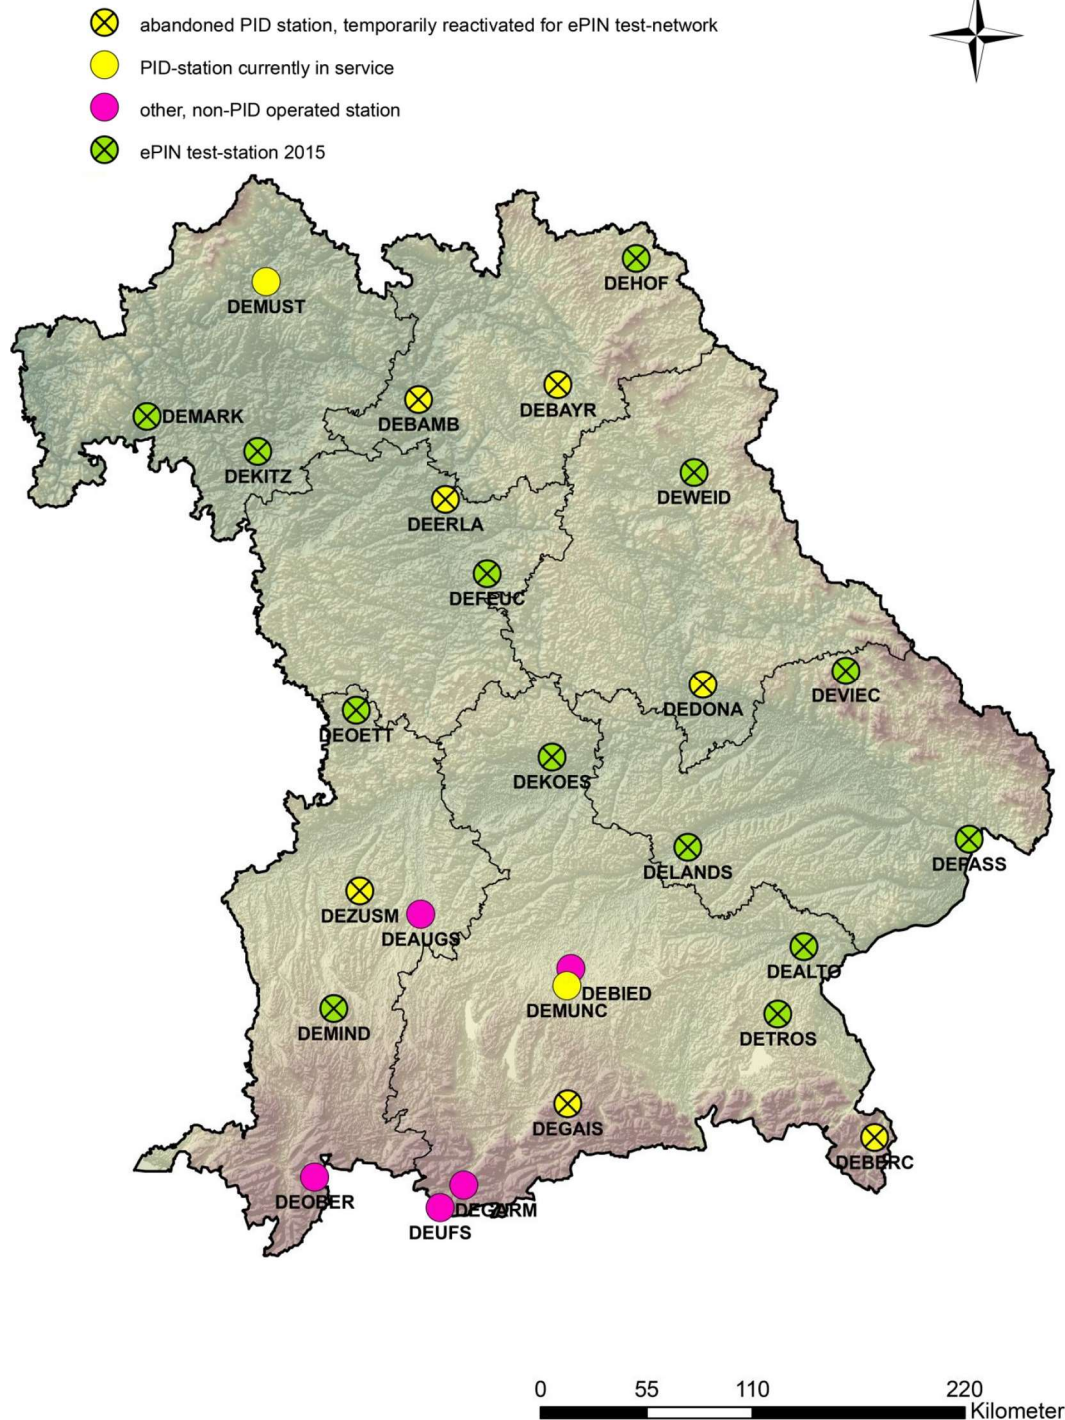 abandoned PID station, temporarily reactivated for ePIN test-network
PID-station currently in service
other, non-PID operated station
ePIN test-station 2015
DEHOF
DEMUST
DEBAYR
DEMARK
DEBAMB
DEKITZ
DEWEID
DEERLA
DEFEUC
DEVIEC
DEDONA
DEOETT
DEKOES
DEPASS
DELANDS
DEZUSM
DEAUGS
DEALTO
DEBIED
DEMUNC
DEMIND
DETROS
DEGAIS
DEBERC
DEOBER
DEGARM
DEUFS
0 55 110 220
Kilometer